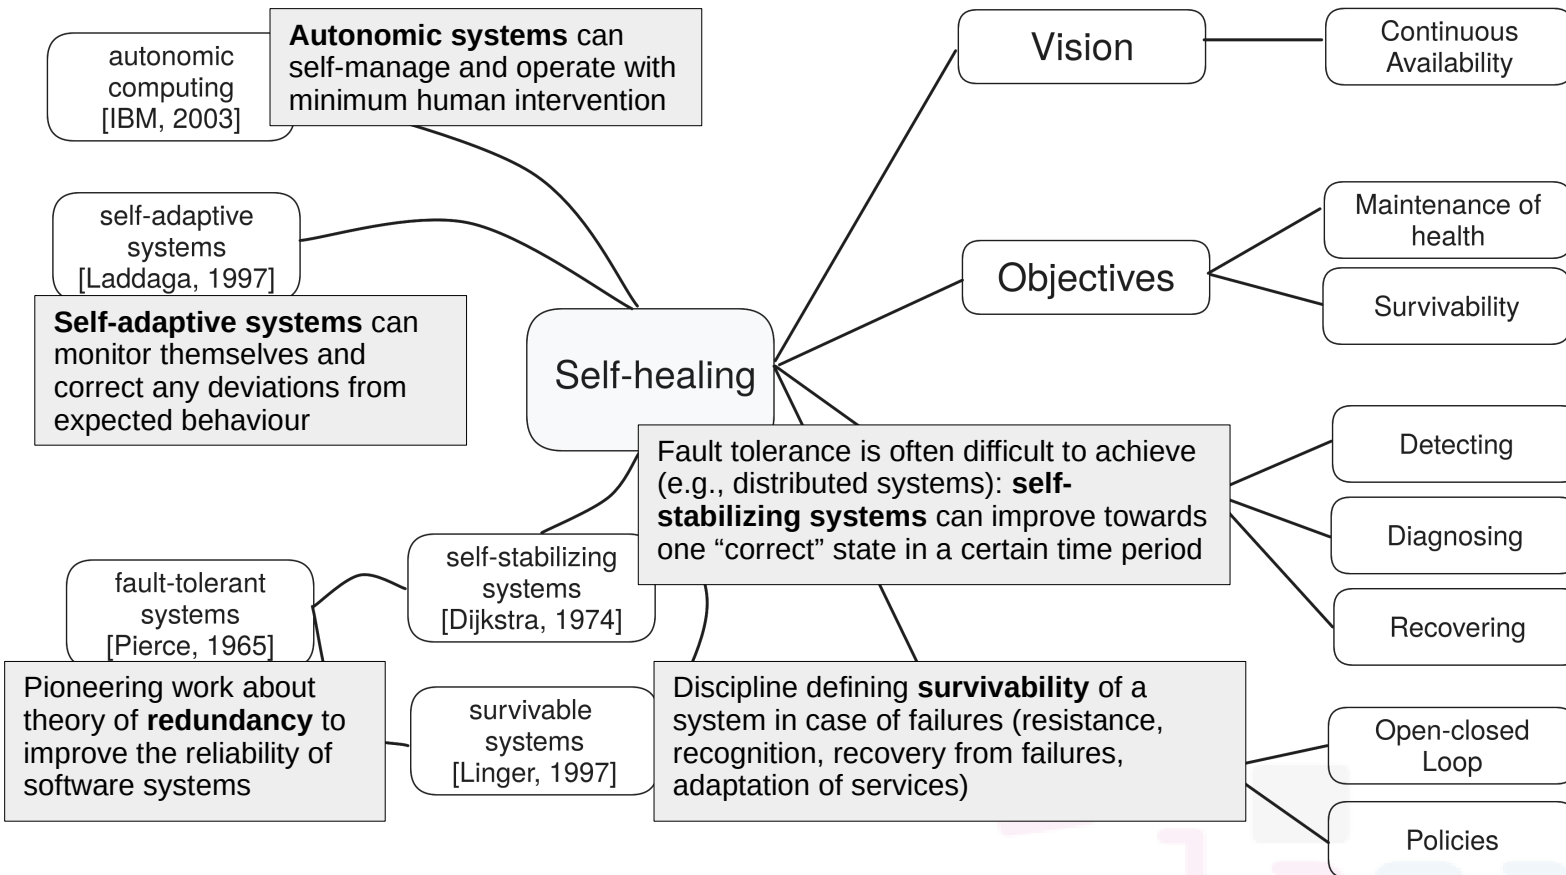 autonomic
computing
[IBM, 2003]
Autonomic systems can
self-manage and operate with
minimum human intervention
Vision
Continuous
Availability
self-adaptive
systems
[Laddaga, 1997]
Self-adaptive systems can
monitor themselves and
correct any deviations from
expected behaviour
Objectives
Maintenance of
health
Survivability
Self-healing
Fault tolerance is often difficult to achieve
(e.g., distributed systems): self-
stabilizing systems can improve towards
one “correct” state in a certain time period
Detecting
Diagnosing
Recovering
self-stabilizing
systems
[Dijkstra, 1974]
fault-tolerant
systems
[Pierce, 1965]
Pioneering work about
theory of redundancy to
improve the reliability of
software systems
survivable
systems
[Linger, 1997]
Discipline defining survivability of a
system in case of failures (resistance,
recognition, recovery from failures,
adaptation of services)
Open-closed
Loop
Policies